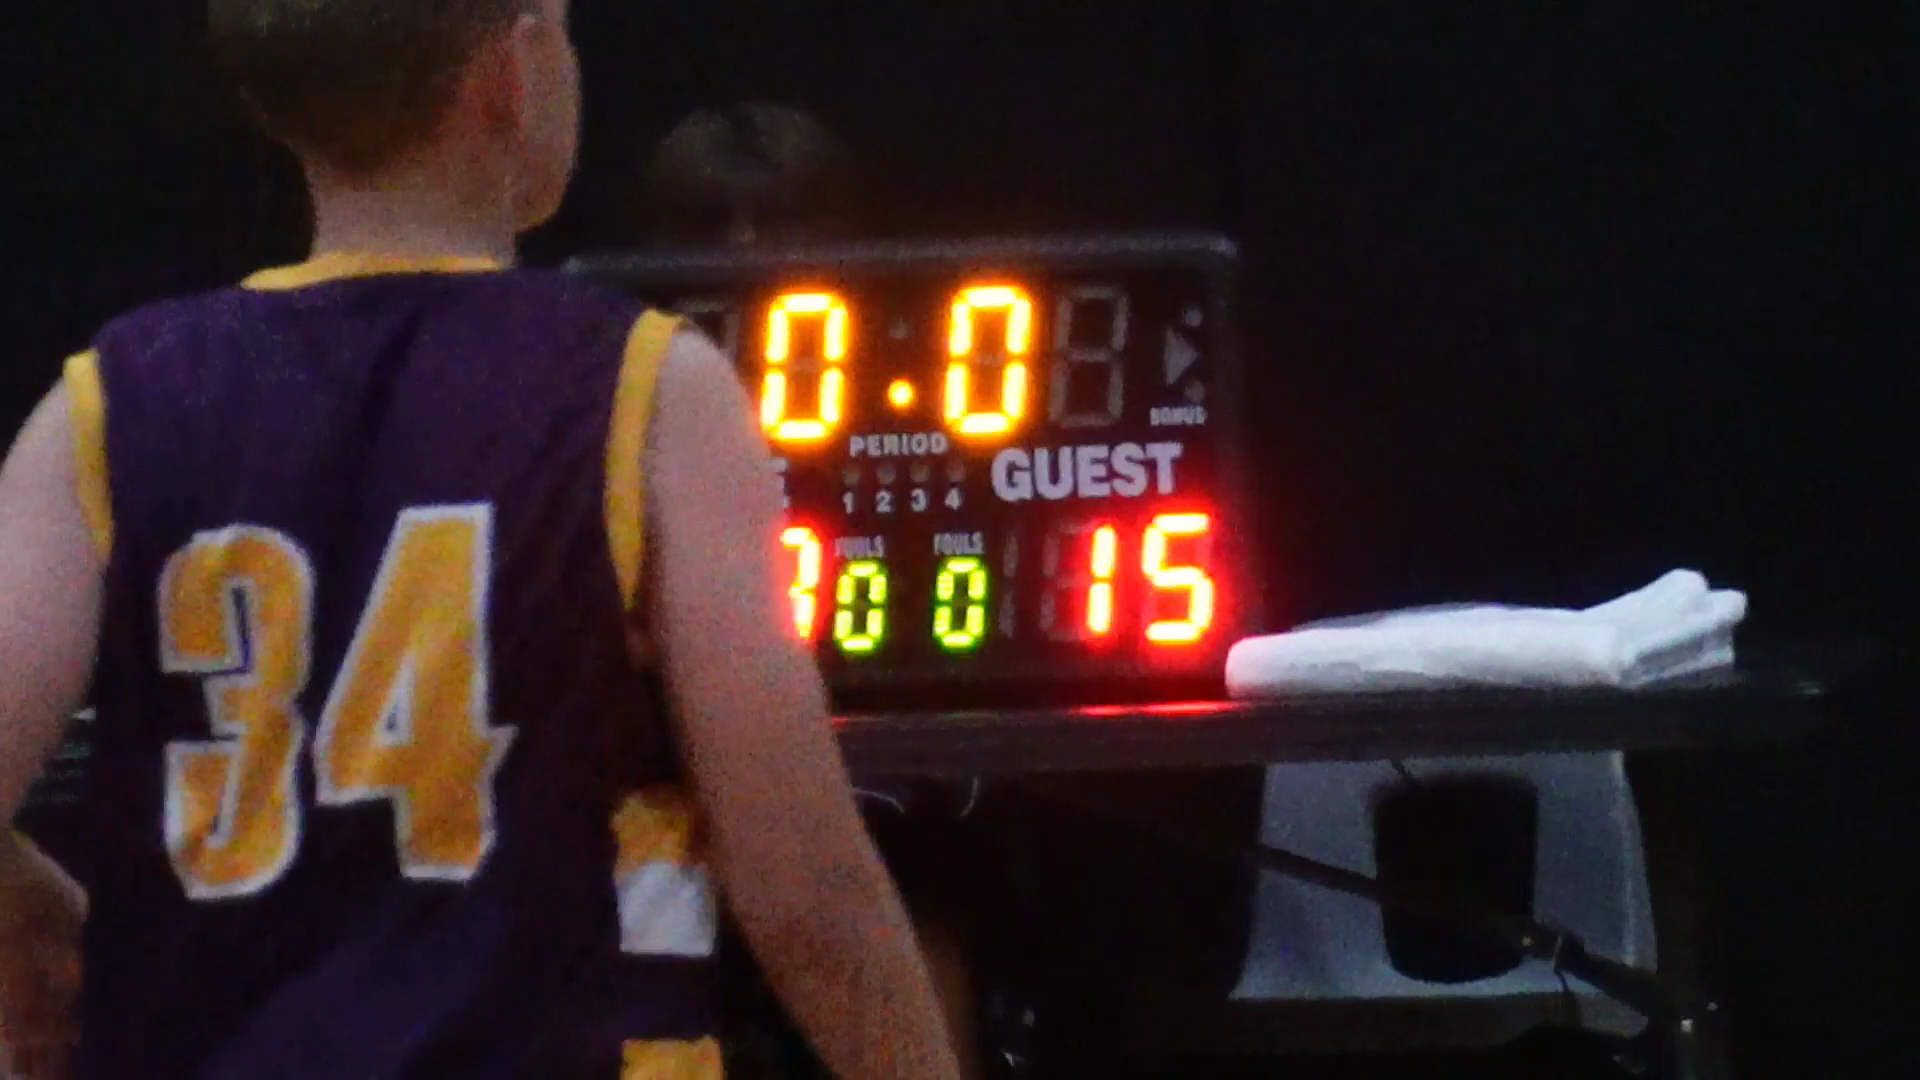 0.0
BONUS
PERIOD
GUEST
1 2 3 4
FOULS FOULS
0 0 15
34